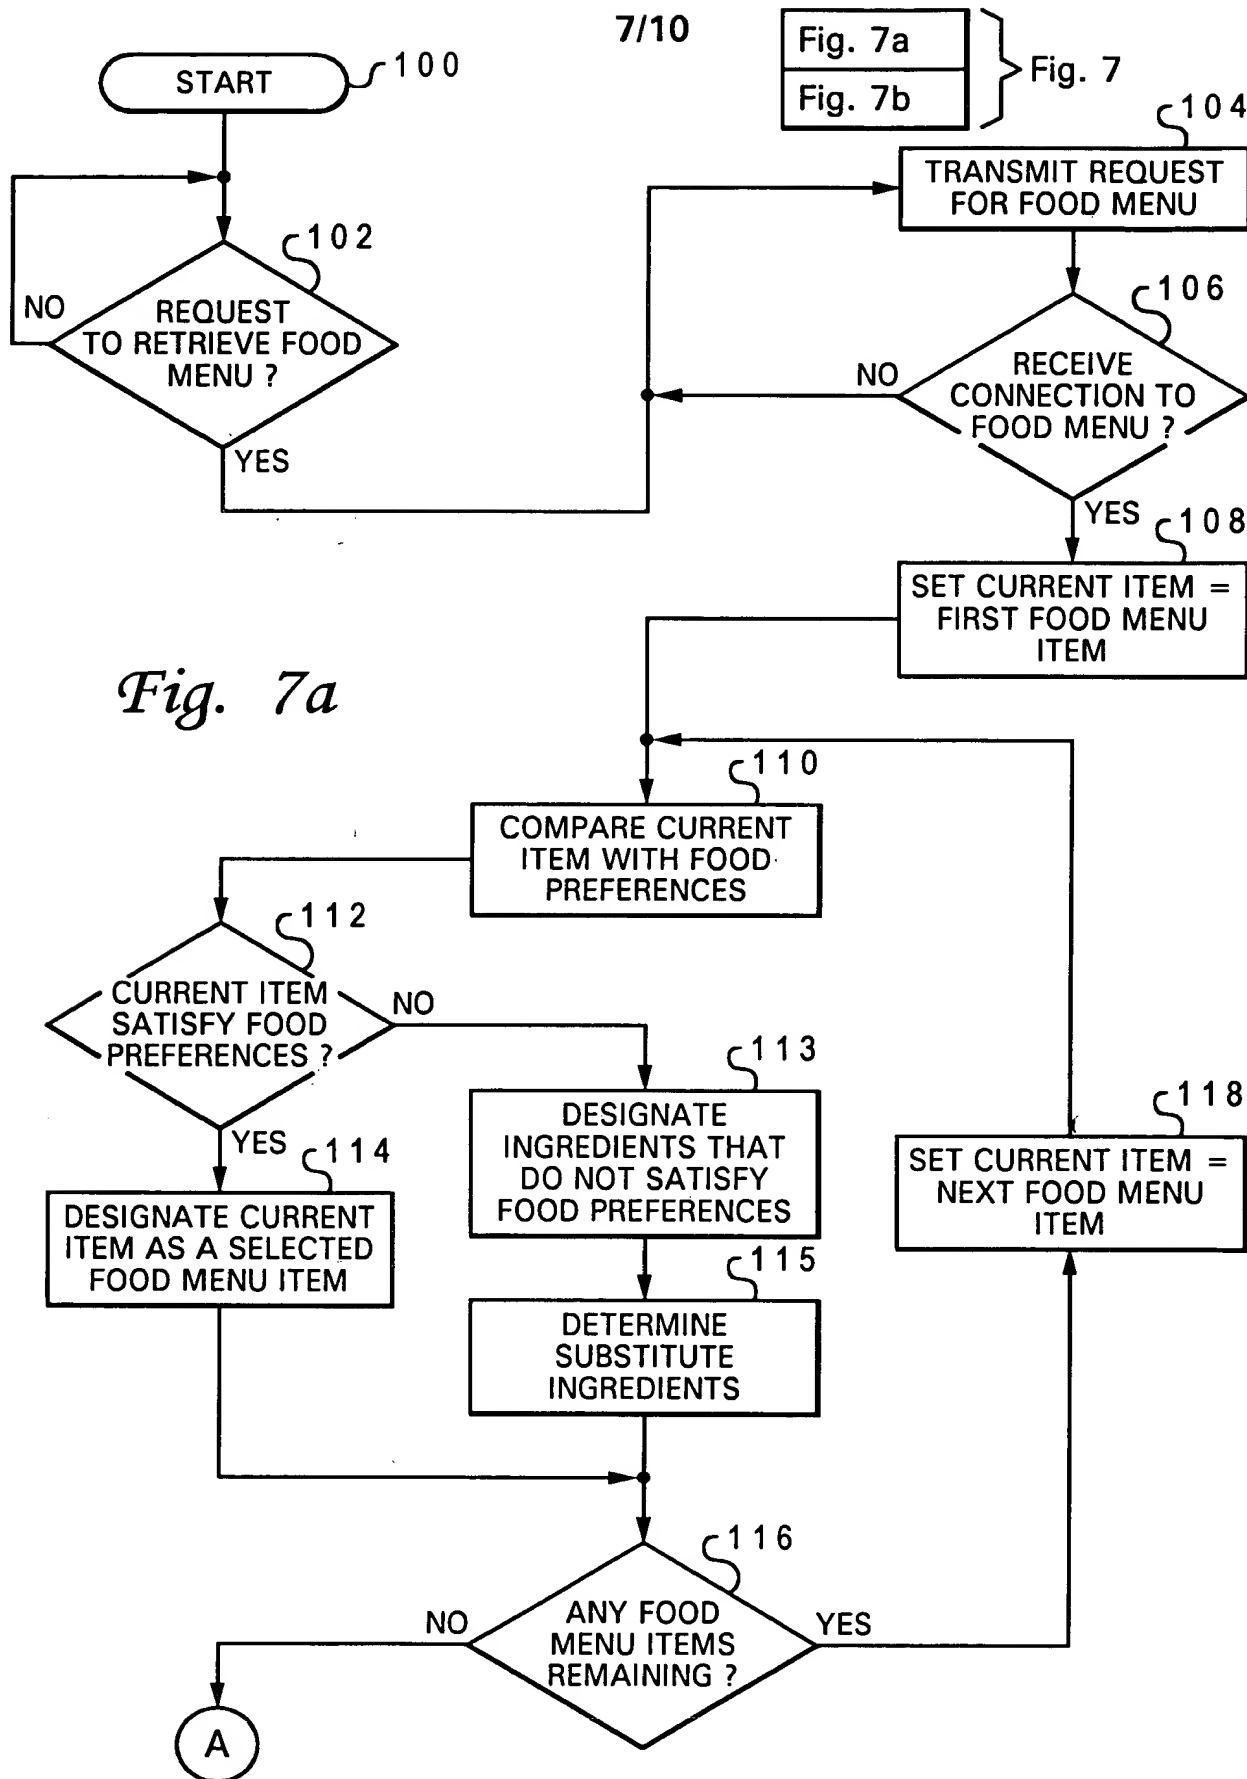 7/10
Fig. 7a
Fig. 7b
Fig. 7
START
100
102
REQUEST
TO RETRIEVE FOOD
MENU ?
NO
YES
104
TRANSMIT REQUEST
FOR FOOD MENU
106
RECEIVE
CONNECTION TO
FOOD MENU ?
NO
YES
108
SET CURRENT ITEM =
FIRST FOOD MENU
ITEM
Fig. 7a
110
COMPARE CURRENT
ITEM WITH FOOD
PREFERENCES
112
CURRENT ITEM
SATISFY FOOD
PREFERENCES ?
NO
YES
113
DESIGNATE
INGREDIENTS THAT
DO NOT SATISFY
FOOD PREFERENCES
114
DESIGNATE CURRENT
ITEM AS A SELECTED
FOOD MENU ITEM
115
DETERMINE
SUBSTITUTE
INGREDIENTS
118
SET CURRENT ITEM =
NEXT FOOD MENU
ITEM
116
ANY FOOD
MENU ITEMS
REMAINING ?
NO
YES
A